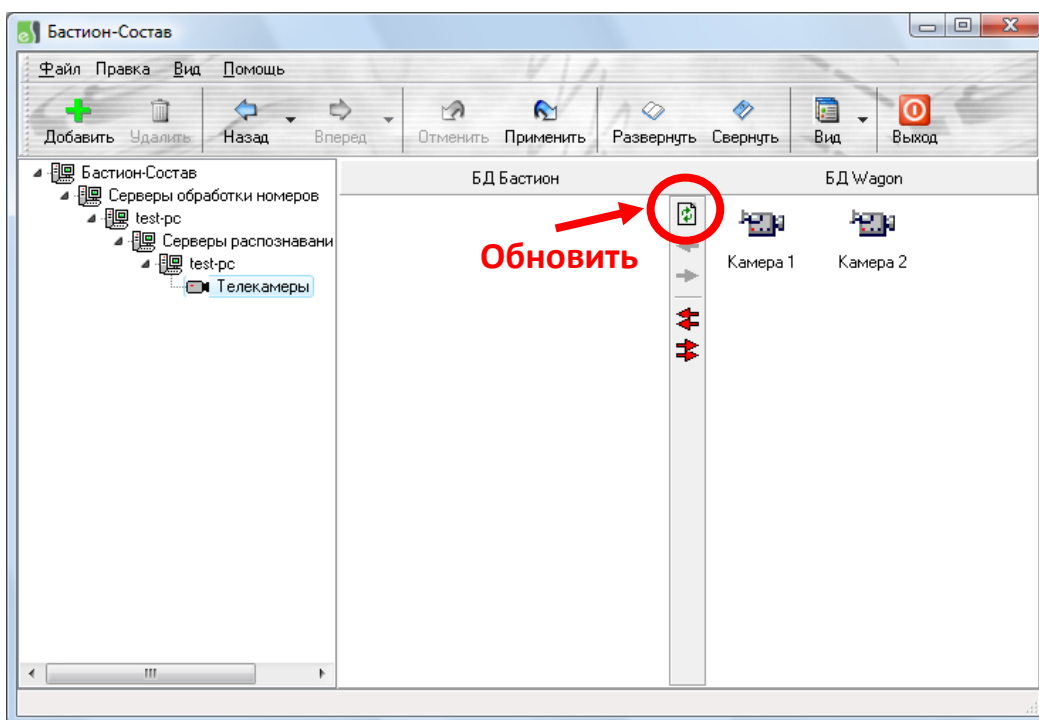 Бастион-Состав
Файл Правка Вид Помощь
Добавить Удалить Назад Вперед Отменить Применить Развернуть Свернуть Вид Выход
Бастион-Состав
Серверы обработки номеров
test-pc
Серверы распознавани
test-pc
Телекамеры
БД Бастион БД Wagon
Обновить
Камера 1 Камера 2